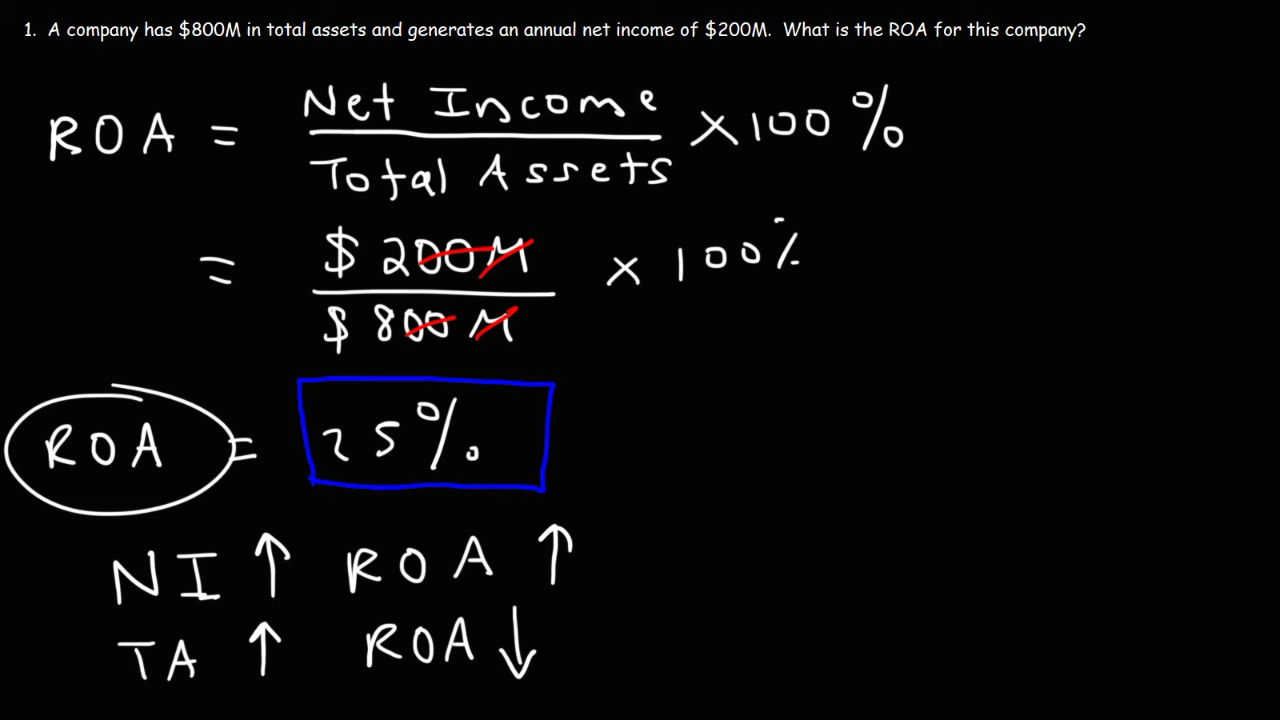 1. A company has $800M in total assets and generates an annual net income of $200M. What is the ROA for this company?
ROA = Net Income / Total Assets × 100%
= $200M / $800M × 100%
ROA = 25%
NI ↑ ROA ↑
TA ↑ ROA ↓